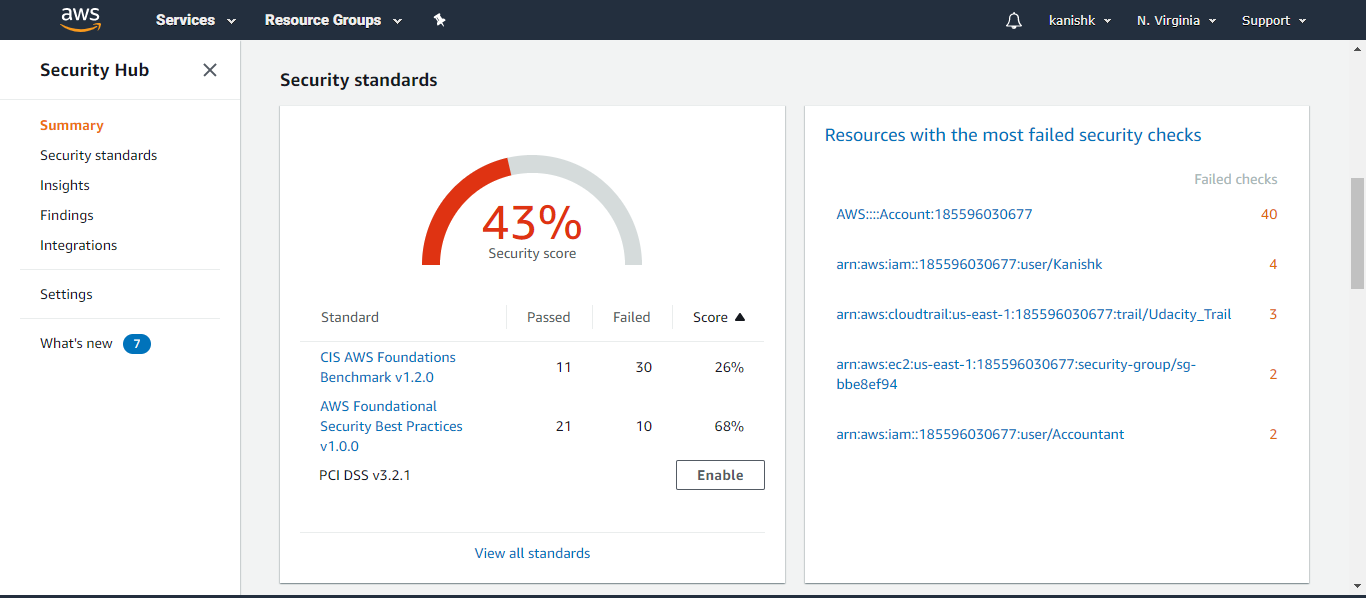 aws Services Resource Groups kanishk N. Virginia Support
Security Hub
Summary
Security standards
Insights
Findings
Integrations
Settings
What's new 7
Security standards
43%
Security score
Standard Passed Failed Score
CIS AWS Foundations
Benchmark v1.2.0
11 30 26%
AWS Foundational
Security Best Practices
v1.0.0
21 10 68%
PCI DSS v3.2.1 Enable
View all standards
Resources with the most failed security checks
Failed checks
AWS::::Account:185596030677 40
arn:aws:iam::185596030677:user/Kanishk 4
arn:aws:cloudtrail:us-east-1:185596030677:trail/Udacity_Trail 3
arn:aws:ec2:us-east-1:185596030677:security-group/sg-
bbe8ef94
2
arn:aws:iam::185596030677:user/Accountant 2